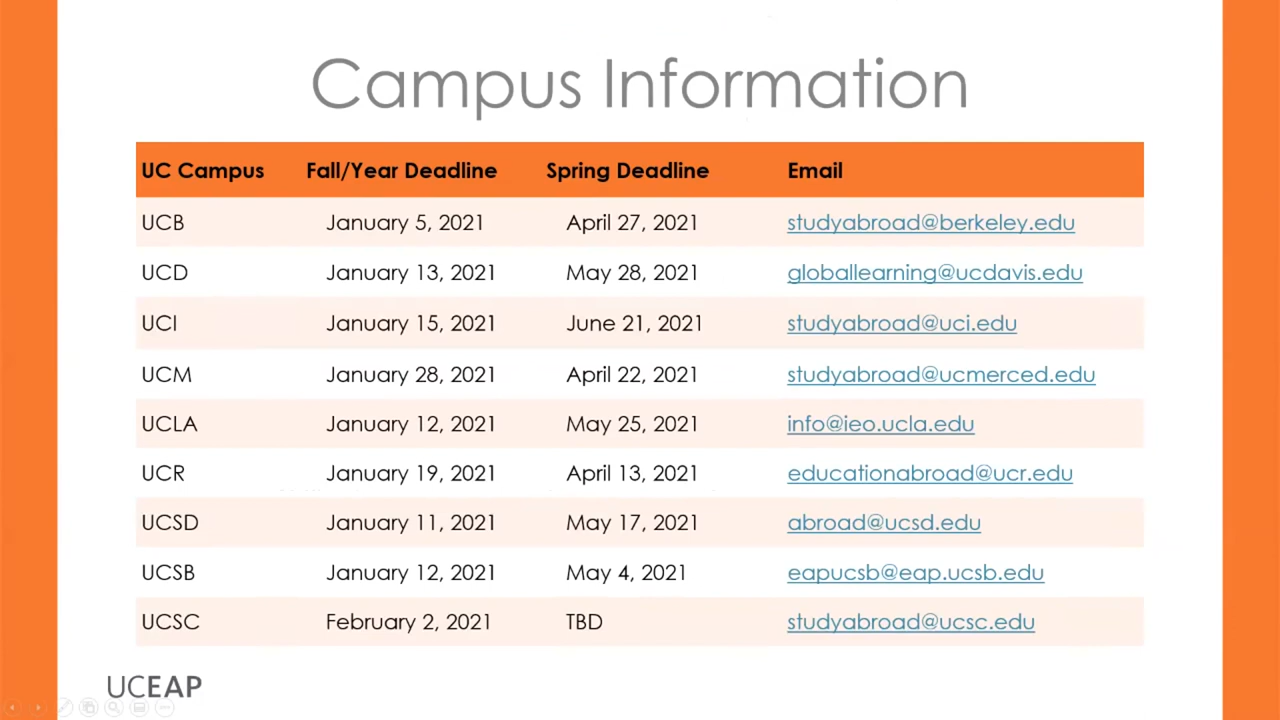 Campus Information
UC Campus Fall/Year Deadline Spring Deadline Email
UCB January 5, 2021 April 27, 2021 studyabroad@berkeley.edu
UCD January 13, 2021 May 28, 2021 globallearning@ucdavis.edu
UCI January 15, 2021 June 21, 2021 studyabroad@uci.edu
UCM January 28, 2021 April 22, 2021 studyabroad@ucmerced.edu
UCLA January 12, 2021 May 25, 2021 info@ieo.ucla.edu
UCR January 19, 2021 April 13, 2021 educationabroad@ucr.edu
UCSD January 11, 2021 May 17, 2021 abroad@ucsd.edu
UCSB January 12, 2021 May 4, 2021 eapucsb@eap.ucsb.edu
UCSC February 2, 2021 TBD studyabroad@ucsc.edu
UCEAP